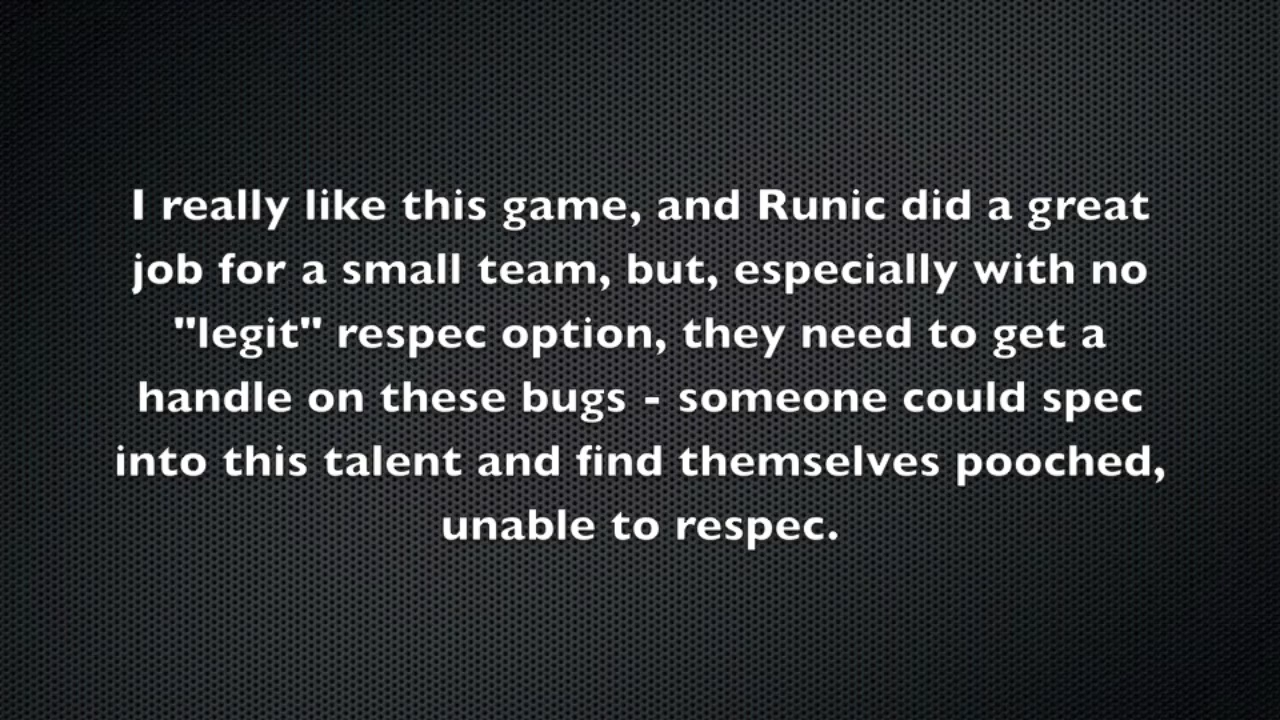 I really like this game, and Runic did a great
job for a small team, but, especially with no
"legit" respec option, they need to get a
handle on these bugs - someone could spec
into this talent and find themselves pooched,
unable to respec.